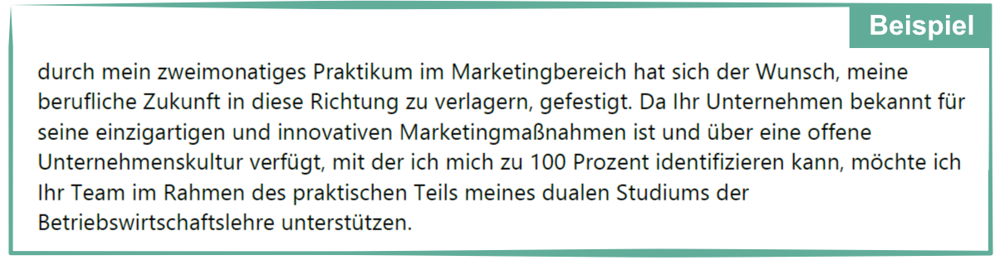 Beispiel
durch mein zweimonatiges Praktikum im Marketingbereich hat sich der Wunsch, meine
berufliche Zukunft in diese Richtung zu verlagern, gefestigt. Da Ihr Unternehmen bekannt für
seine einzigartigen und innovativen Marketingmaßnahmen ist und über eine offene
Unternehmenskultur verfügt, mit der ich mich zu 100 Prozent identifizieren kann, möchte ich
Ihr Team im Rahmen des praktischen Teils meines dualen Studiums der
Betriebswirtschaftslehre unterstützen.